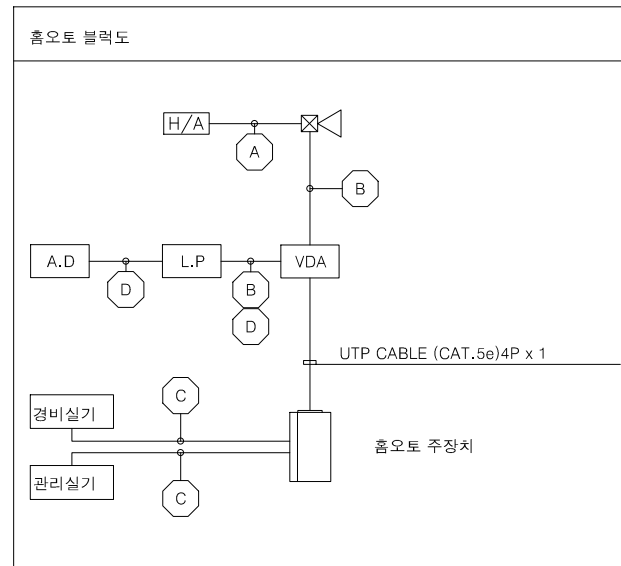 홈오토 블럭도
H/A
A
B
A.D
L.P
VDA
D
B
D
UTP CABLE (CAT.5e)4P x 1
C
경비실기
홈오토 주장치
관리실기
C